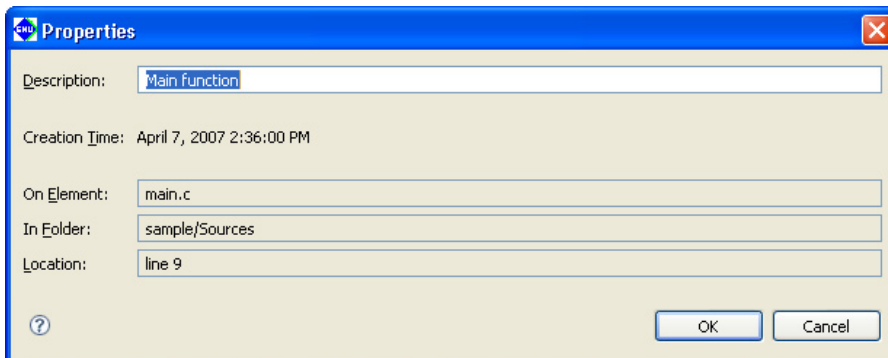 GNU Properties
Description: Main function
Creation Time: April 7, 2007 2:36:00 PM
On Element: main.c
In Folder: sample/Sources
Location: line 9
? OK Cancel